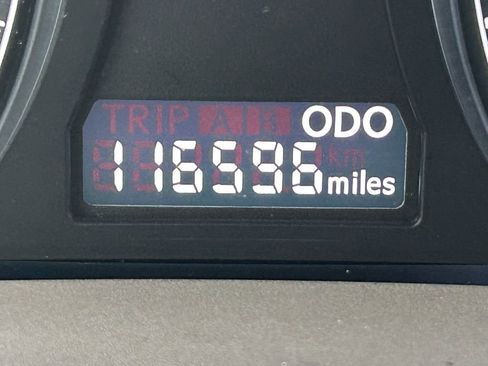 TRIP A B ODO
116596 miles
km